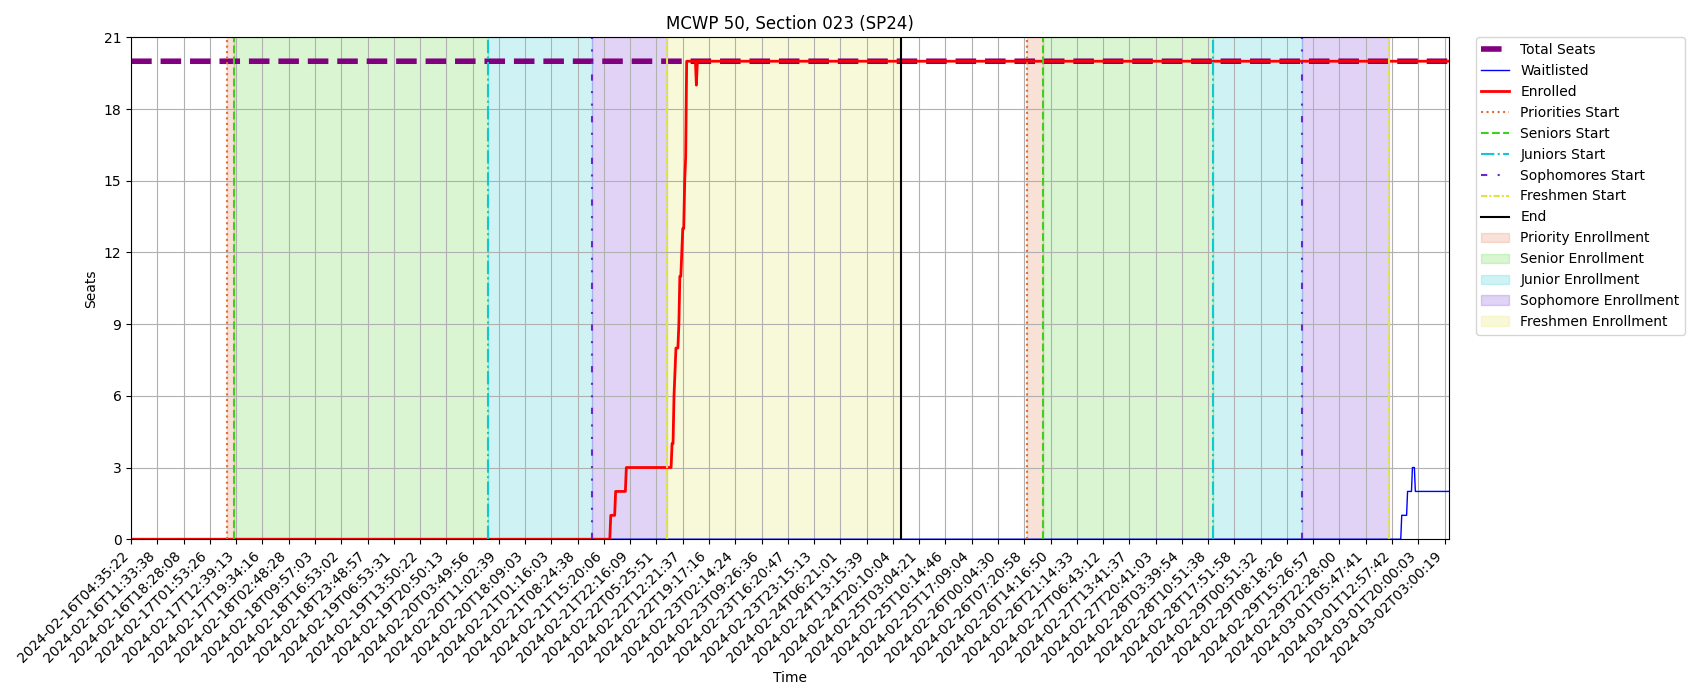 MCWP 50, Section 023 (SP24)
21
18
15
12
9
6
3
0
Seats
2024-02-16T04:35:22
2024-02-16T11:33:38
2024-02-16T18:28:08
2024-02-17T01:53:26
2024-02-17T12:39:13
2024-02-17T19:34:16
2024-02-18T02:48:28
2024-02-18T09:57:03
2024-02-18T16:53:02
2024-02-18T23:48:57
2024-02-19T06:53:31
2024-02-19T13:50:22
2024-02-19T20:50:13
2024-02-20T03:49:56
2024-02-20T11:02:39
2024-02-20T18:09:03
2024-02-21T01:16:03
2024-02-21T08:24:38
2024-02-21T15:20:06
2024-02-21T22:16:09
2024-02-22T05:25:51
2024-02-22T12:21:37
2024-02-22T19:17:16
2024-02-23T02:14:24
2024-02-23T09:26:36
2024-02-23T16:20:47
2024-02-23T23:15:13
2024-02-24T06:21:01
2024-02-24T13:15:39
2024-02-24T20:10:04
2024-02-25T03:04:21
2024-02-25T10:14:46
2024-02-25T17:09:04
2024-02-26T00:04:30
2024-02-26T07:20:58
2024-02-26T14:16:50
2024-02-26T21:14:33
2024-02-27T06:43:12
2024-02-27T13:41:37
2024-02-27T20:41:03
2024-02-28T03:39:54
2024-02-28T10:51:38
2024-02-28T17:51:58
2024-02-29T00:51:32
2024-02-29T08:18:26
2024-02-29T15:26:57
2024-02-29T22:28:00
2024-03-01T05:47:41
2024-03-01T12:57:42
2024-03-01T20:00:03
2024-03-02T03:00:19
Time
Total Seats
Waitlisted
Enrolled
Priorities Start
Seniors Start
Juniors Start
Sophomores Start
Freshmen Start
End
Priority Enrollment
Senior Enrollment
Junior Enrollment
Sophomore Enrollment
Freshmen Enrollment